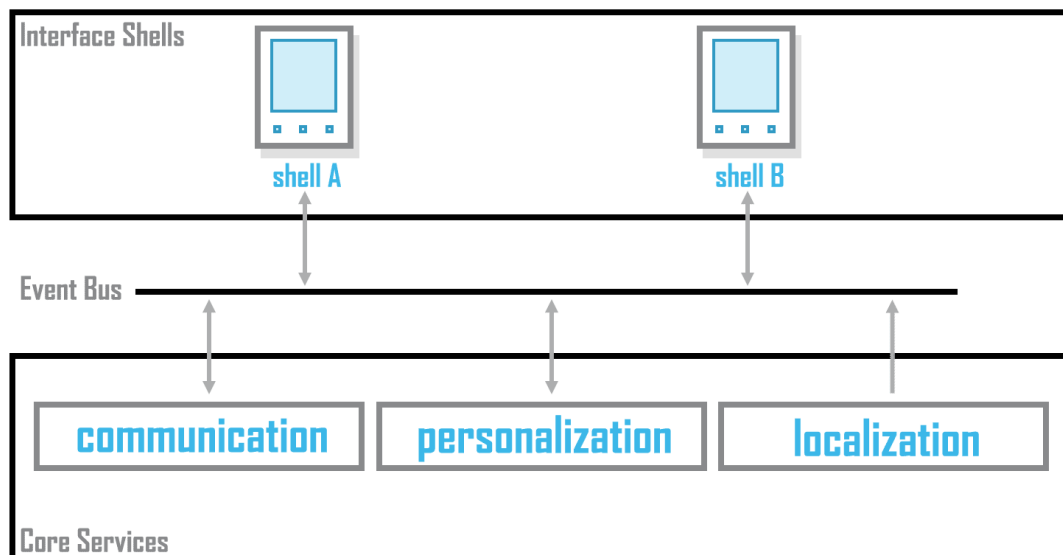 Interface Shells
shell A
shell B
Event Bus
communication
personalization
localization
Core Services